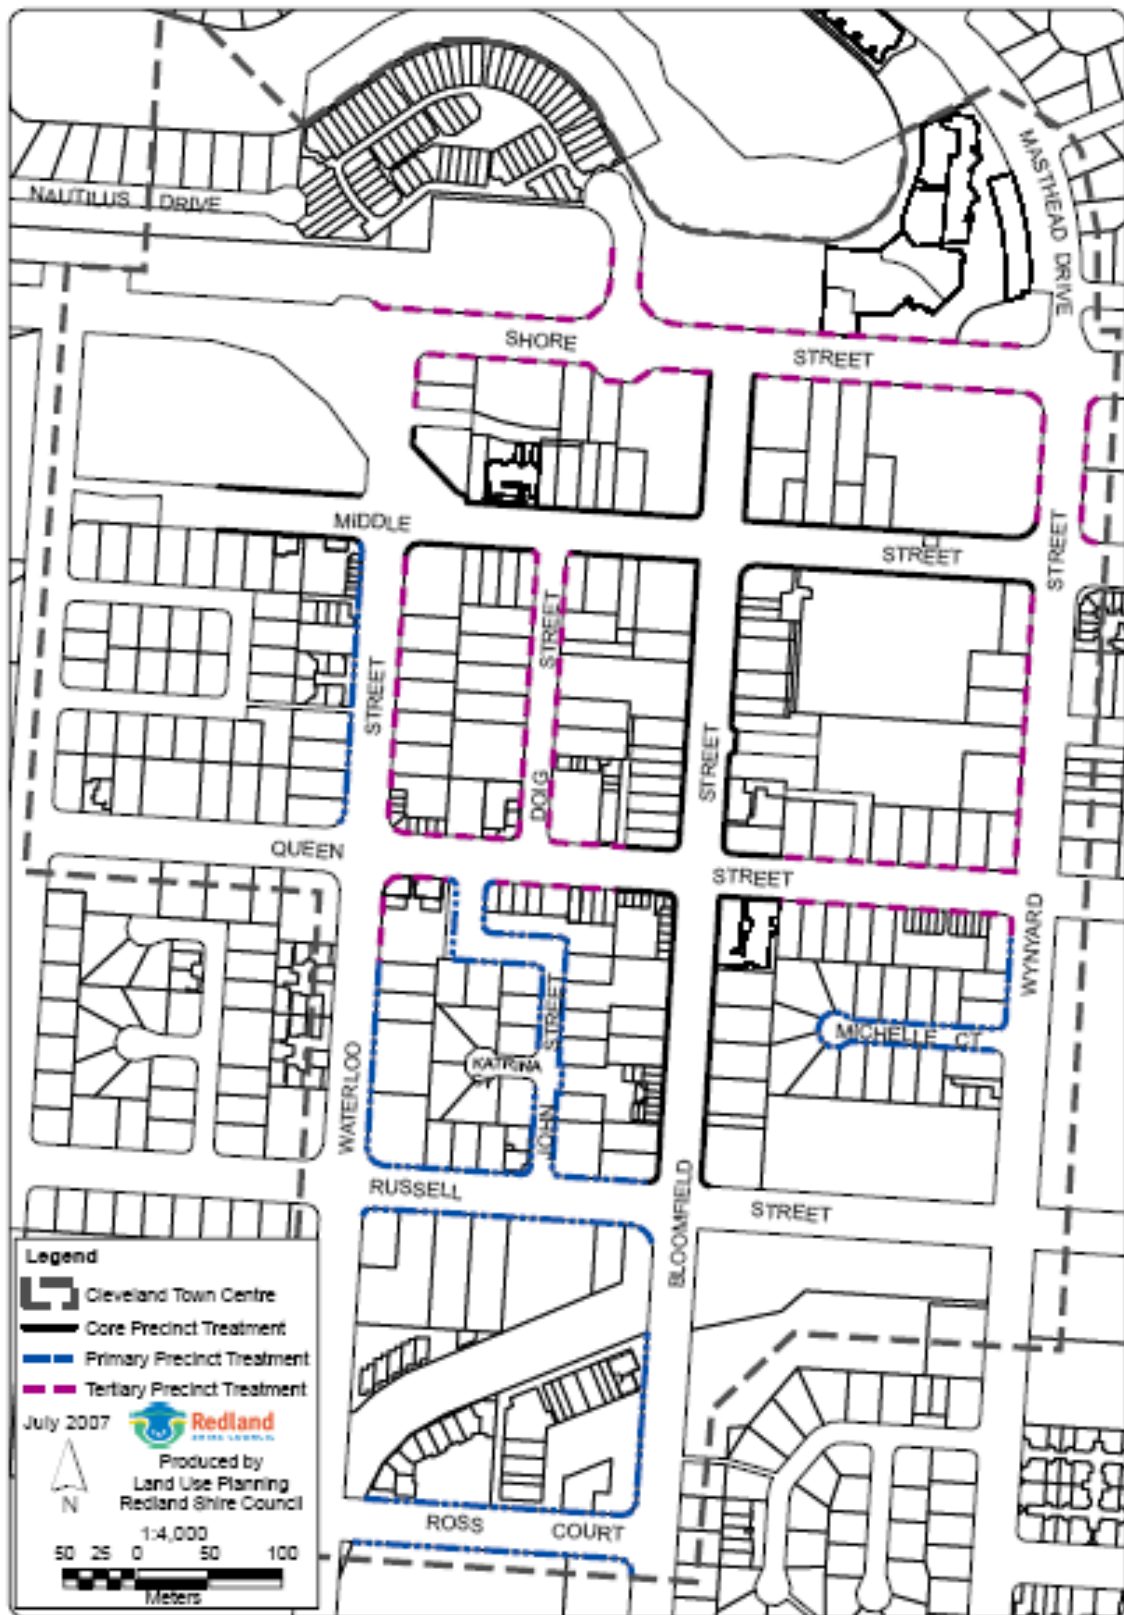 MASTHEAD DRIVE
NAUTILUS DRIVE
SHORE STREET
MIDDLE STREET
STREET
STREET
STREET
STREET
DOIG
QUEEN STREET
WYNYARD
STREET
MICHELLE CT
KATRINA
CT
WATERLOO
JOHN
RUSSELL STREET
BLOOMFIELD
ROSS COURT
Legend
Cleveland Town Centre
Core Precinct Treatment
Primary Precinct Treatment
Tertiary Precinct Treatment
July 2007
Redland
SHIRE COUNCIL
Produced by
Land Use Planning
Redland Shire Council
N
1:4,000
50 25 0 50 100
Meters